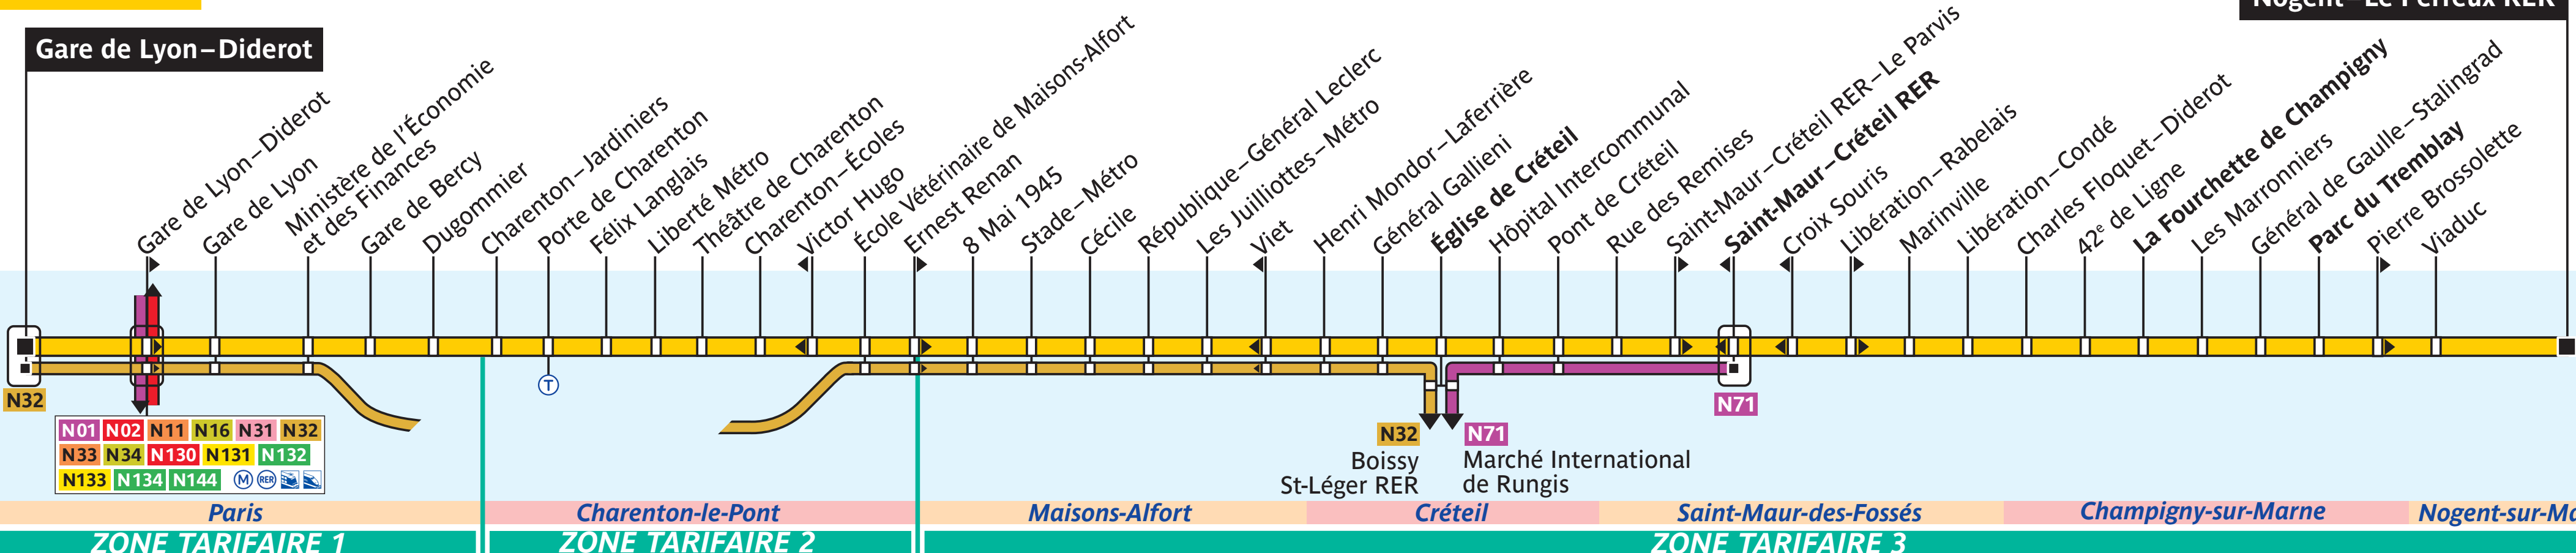 Nogent–Le Perreux RER
Gare de Lyon–Diderot
Gare de Lyon–Diderot
Gare de Lyon
Ministère de l'Économie
et des Finances
Gare de Bercy
Dugommier
Charenton–Jardiniers
Porte de Charenton
Félix Langlais
Liberté Métro
Théâtre de Charenton
Charenton–Écoles
Victor Hugo
École Vétérinaire de Maisons-Alfort
Ernest Renan
8 Mai 1945
Stade–Métro
Cécile
République–Général Leclerc
Les Juilliottes–Métro
Viet
Henri Mondor–Laferrière
Général Gallieni
Église de Créteil
Hôpital Intercommunal
Pont de Créteil
Rue des Remises
Saint-Maur–Créteil RER–Le Parvis
Saint-Maur–Créteil RER
Croix Souris
Libération–Rabelais
Marinville
Libération–Condé
Charles Floquet–Diderot
42e de Ligne
La Fourchette de Champigny
Les Marronniers
Général de Gaulle–Stalingrad
Parc du Tremblay
Pierre Brossolette
Viaduc
T
N32
N71
N01 N02 N11 N16 N31 N32
N33 N34 N130 N131 N132
N133 N134 N144 M RER
N32
Boissy
St-Léger RER
N71
Marché International
de Rungis
Paris Charenton-le-Pont Maisons-Alfort Créteil Saint-Maur-des-Fossés Champigny-sur-Marne Nogent-sur-Ma
ZONE TARIFAIRE 1 ZONE TARIFAIRE 2 ZONE TARIFAIRE 3